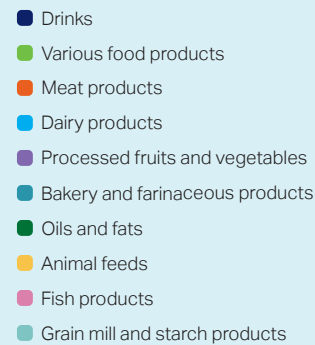 Drinks
Various food products
Meat products
Dairy products
Processed fruits and vegetables
Bakery and farinaceous products
Oils and fats
Animal feeds
Fish products
Grain mill and starch products